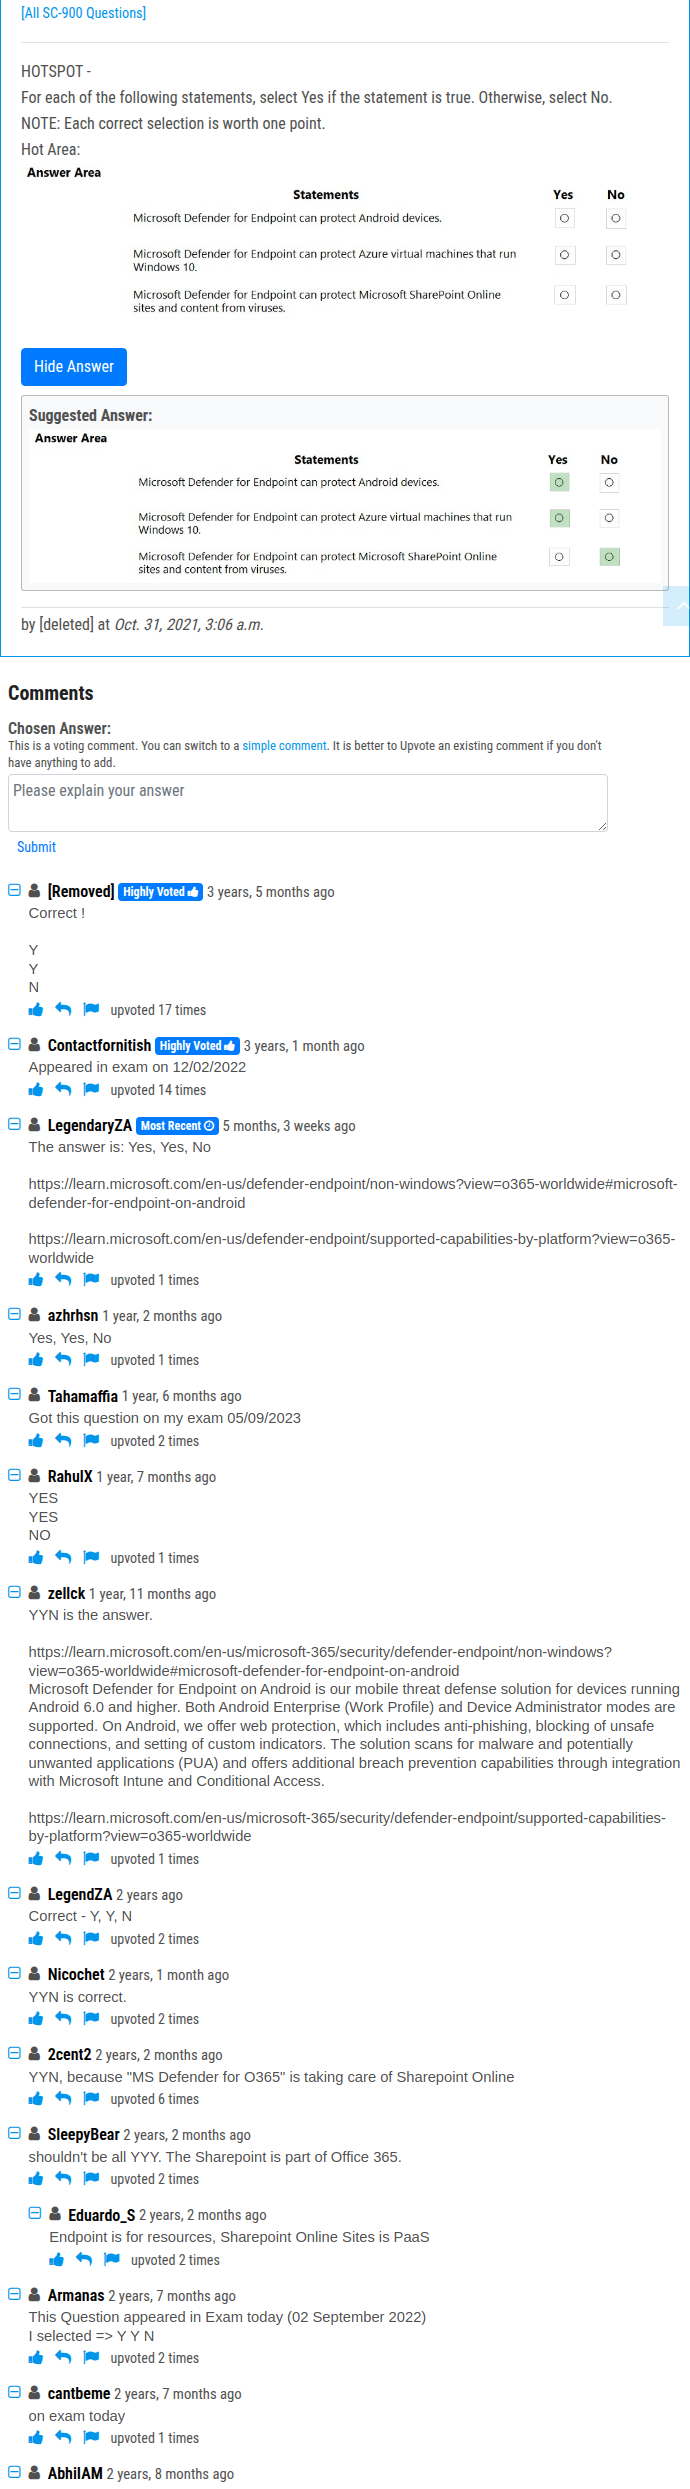 [All SC-900 Questions]
HOTSPOT -
For each of the following statements, select Yes if the statement is true. Otherwise, select No.
NOTE: Each correct selection is worth one point.
Hot Area:
Answer Area
Statements Yes No
Microsoft Defender for Endpoint can protect Android devices.
Microsoft Defender for Endpoint can protect Azure virtual machines that run
Windows 10.
Microsoft Defender for Endpoint can protect Microsoft SharePoint Online
sites and content from viruses.
Hide Answer
Suggested Answer:
Answer Area
Statements Yes No
Microsoft Defender for Endpoint can protect Android devices.
Microsoft Defender for Endpoint can protect Azure virtual machines that run
Windows 10.
Microsoft Defender for Endpoint can protect Microsoft SharePoint Online
sites and content from viruses.
by [deleted] at Oct. 31, 2021, 3:06 a.m.
Comments
Chosen Answer:
This is a voting comment. You can switch to a simple comment. It is better to Upvote an existing comment if you don't
have anything to add.
Please explain your answer
Submit
[Removed] Highly Voted 3 years, 5 months ago
Correct !
Y
Y
N
upvoted 17 times
Contactfornitish Highly Voted 3 years, 1 month ago
Appeared in exam on 12/02/2022
upvoted 14 times
LegendaryZA Most Recent 5 months, 3 weeks ago
The answer is: Yes, Yes, No
https://learn.microsoft.com/en-us/defender-endpoint/non-windows?view=o365-worldwide#microsoft-
defender-for-endpoint-on-android
https://learn.microsoft.com/en-us/defender-endpoint/supported-capabilities-by-platform?view=o365-
worldwide
upvoted 1 times
azhrhsn 1 year, 2 months ago
Yes, Yes, No
upvoted 1 times
Tahamaffia 1 year, 6 months ago
Got this question on my exam 05/09/2023
upvoted 2 times
RahulX 1 year, 7 months ago
YES
YES
NO
upvoted 1 times
zellck 1 year, 11 months ago
YYN is the answer.
https://learn.microsoft.com/en-us/microsoft-365/security/defender-endpoint/non-windows?
view=o365-worldwide#microsoft-defender-for-endpoint-on-android
Microsoft Defender for Endpoint on Android is our mobile threat defense solution for devices running
Android 6.0 and higher. Both Android Enterprise (Work Profile) and Device Administrator modes are
supported. On Android, we offer web protection, which includes anti-phishing, blocking of unsafe
connections, and setting of custom indicators. The solution scans for malware and potentially
unwanted applications (PUA) and offers additional breach prevention capabilities through integration
with Microsoft Intune and Conditional Access.
https://learn.microsoft.com/en-us/microsoft-365/security/defender-endpoint/supported-capabilities-
by-platform?view=o365-worldwide
upvoted 1 times
LegendZA 2 years ago
Correct - Y, Y, N
upvoted 2 times
Nicochet 2 years, 1 month ago
YYN is correct.
upvoted 2 times
2cent2 2 years, 2 months ago
YYN, because "MS Defender for O365" is taking care of Sharepoint Online
upvoted 6 times
SleepyBear 2 years, 2 months ago
shouldn't be all YYY. The Sharepoint is part of Office 365.
upvoted 2 times
Eduardo_S 2 years, 2 months ago
Endpoint is for resources, Sharepoint Online Sites is PaaS
upvoted 2 times
Armanas 2 years, 7 months ago
This Question appeared in Exam today (02 September 2022)
I selected => Y Y N
upvoted 2 times
cantbeme 2 years, 7 months ago
on exam today
upvoted 1 times
AbhilAM 2 years, 8 months ago